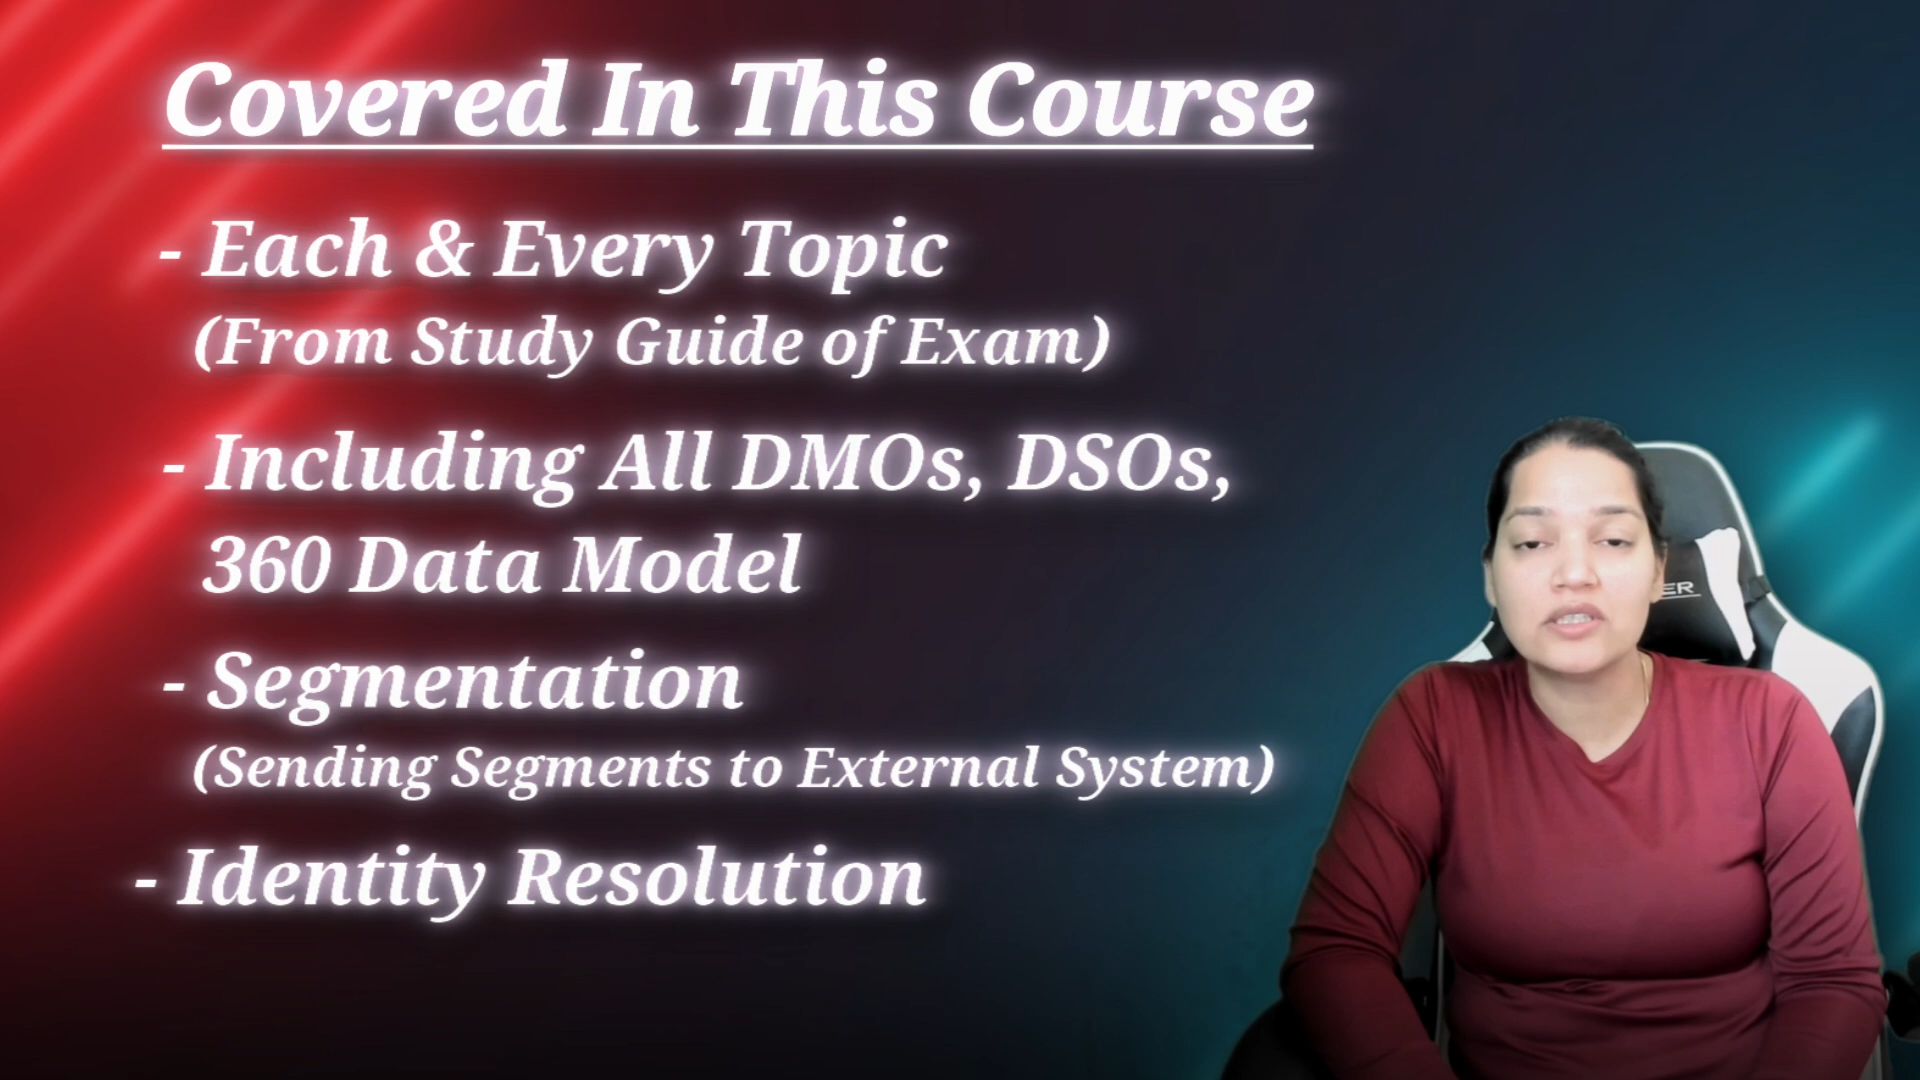 Covered In This Course
- Each & Every Topic
(From Study Guide of Exam)
- Including All DMOs, DSOs,
360 Data Model
- Segmentation
(Sending Segments to External System)
- Identity Resolution